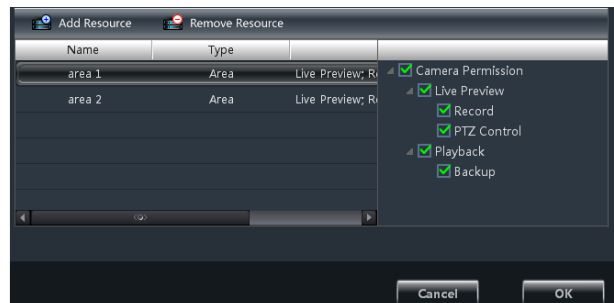 Add Resource Remove Resource
Name Type
area 1 Area Live Preview;
area 2 Area Live Preview;
Camera Permission
Live Preview
Record
PTZ Control
Playback
Backup
Cancel OK